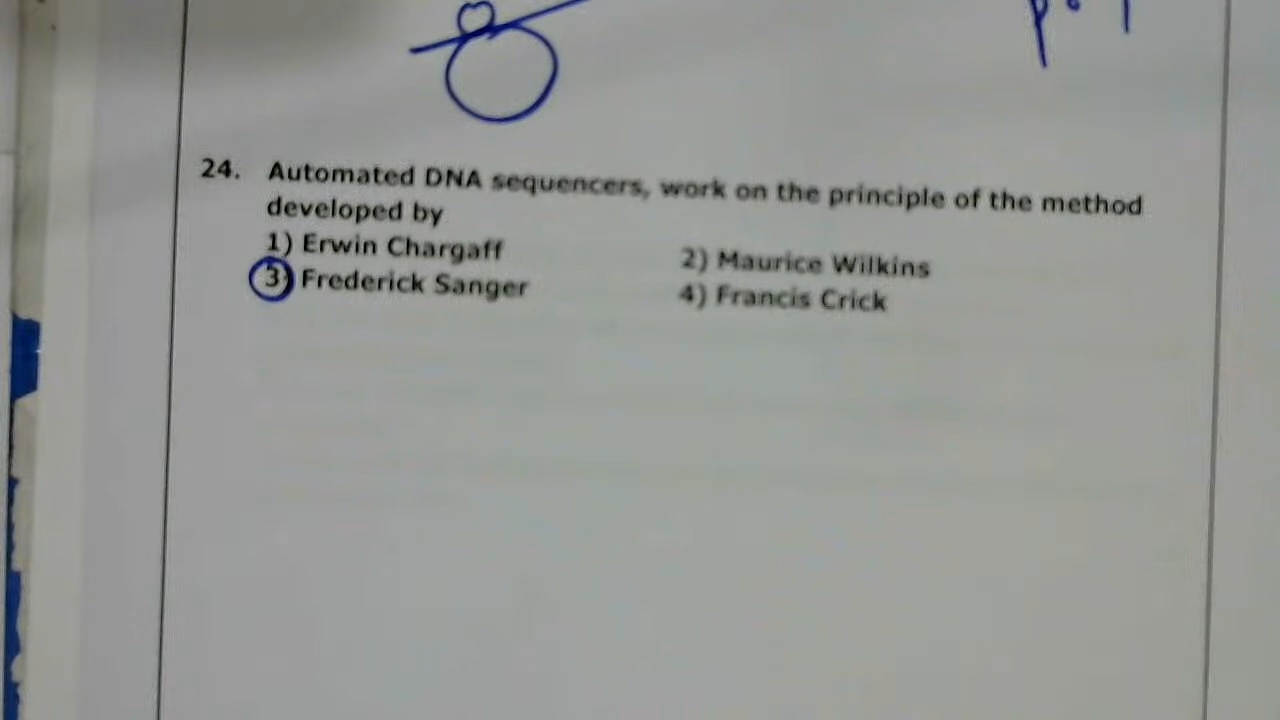 24. Automated DNA sequencers, work on the principle of the method
developed by
1) Erwin Chargaff 2) Maurice Wilkins
3) Frederick Sanger 4) Francis Crick